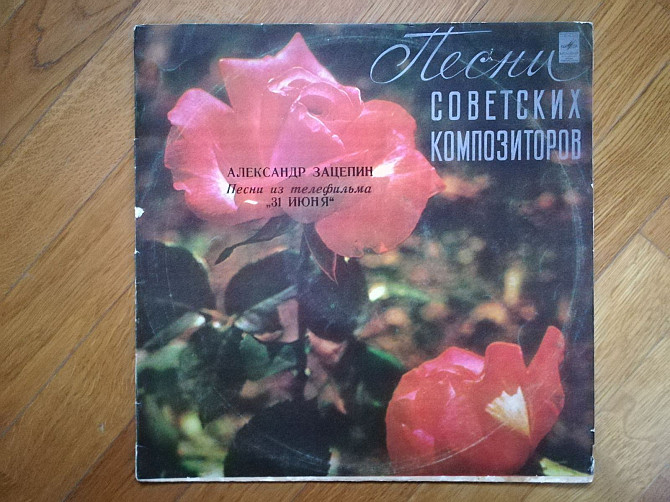 Песни
СОВЕТСКИХ
КОМПОЗИТОРОВ
АЛЕКСАНДР ЗАЦЕПИН
Песни из телефильма
„31 ИЮНЯ“